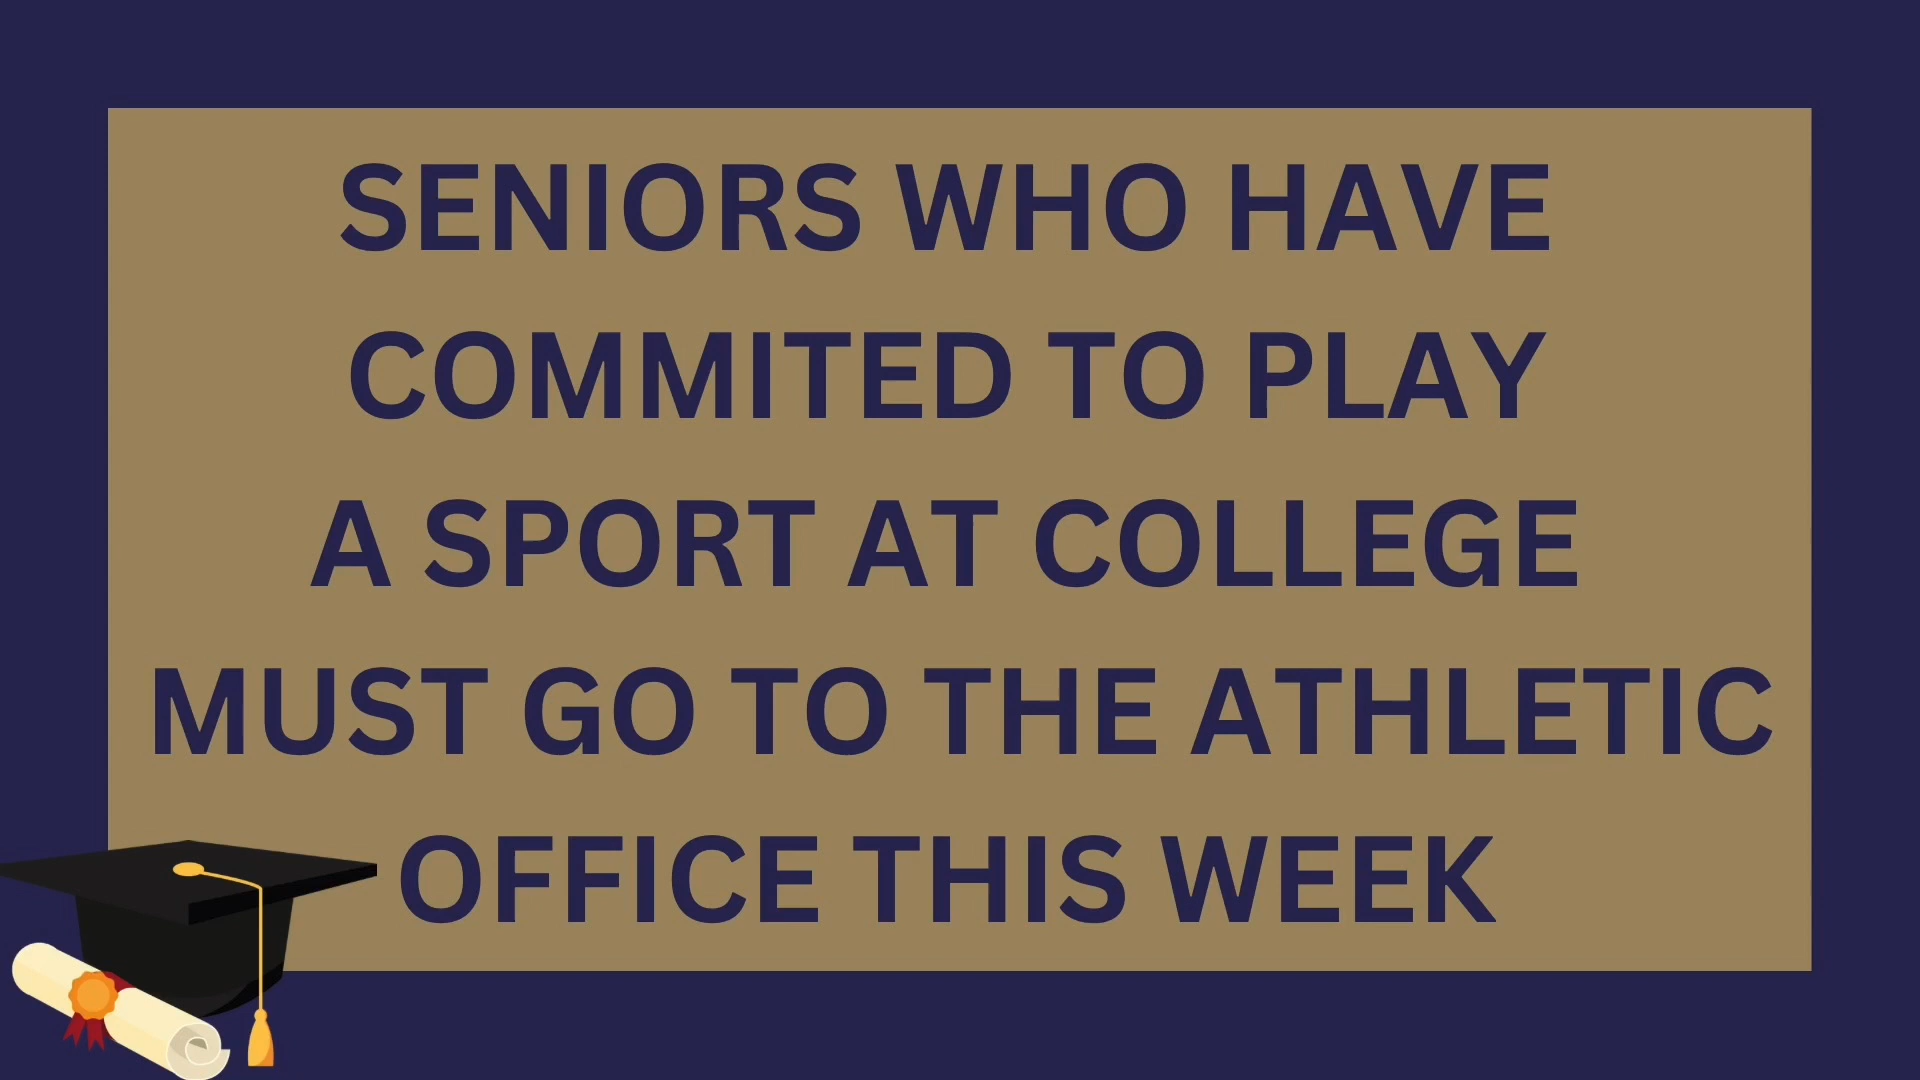 SENIORS WHO HAVE
COMMITED TO PLAY
A SPORT AT COLLEGE
MUST GO TO THE ATHLETIC
OFFICE THIS WEEK